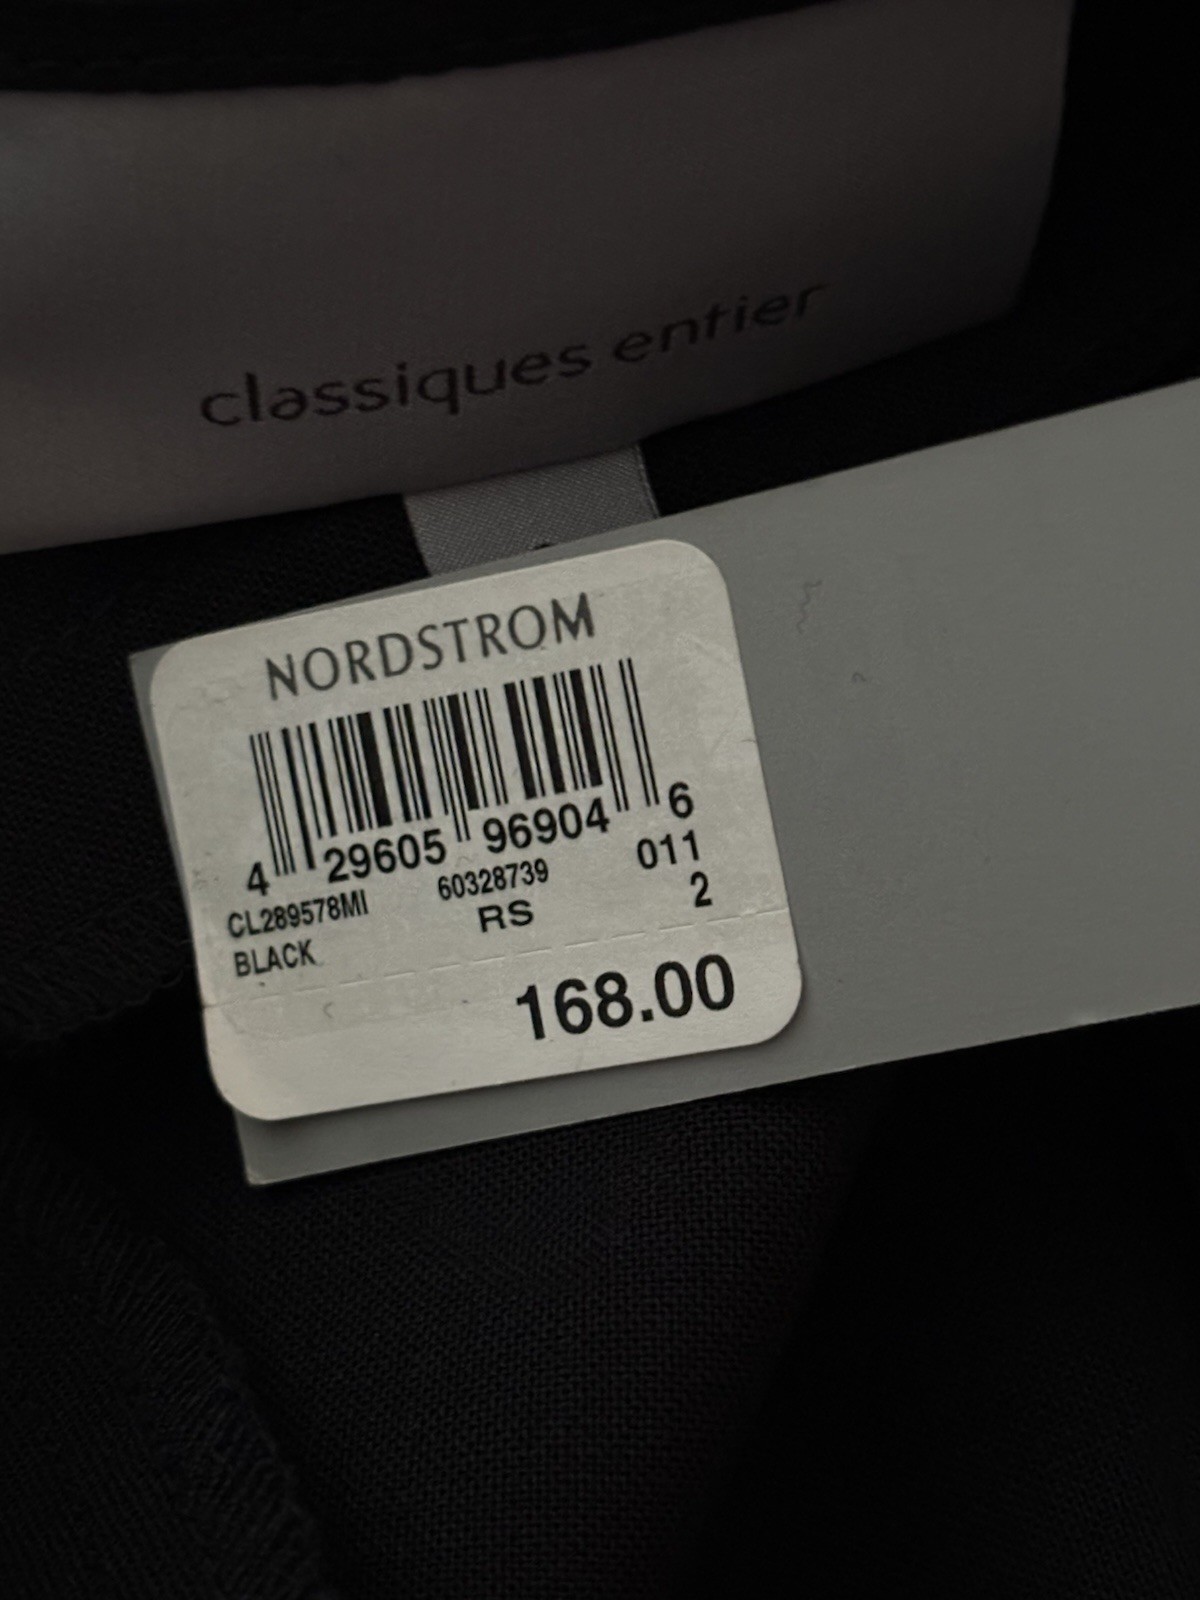 classiques entier
NORDSTROM
4 29605 96904 6
CL289578MI 60328739 011
BLACK RS 2
168.00